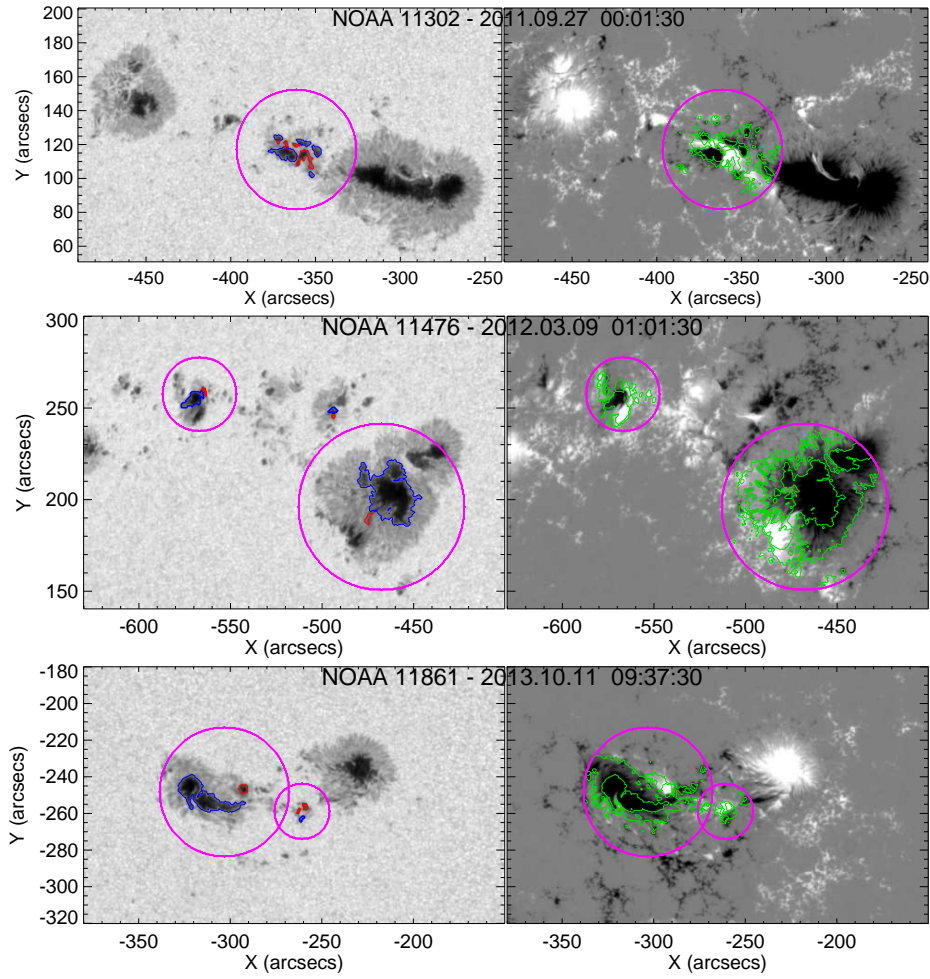 NOAA 11302 - 2011.09.27 00:01:30
200
180
160
140
120
100
80
60
Y (arcsecs)
-450 -400 -350 -300 -250
X (arcsecs)
-450 -400 -350 -300 -250
X (arcsecs)
NOAA 11476 - 2012.03.09 01:01:30
300
250
200
150
Y (arcsecs)
-600 -550 -500 -450
X (arcsecs)
-600 -550 -500 -450
X (arcsecs)
NOAA 11861 - 2013.10.11 09:37:30
-180
-200
-220
-240
-260
-280
-300
-320
Y (arcsecs)
-350 -300 -250 -200
X (arcsecs)
-350 -300 -250 -200
X (arcsecs)